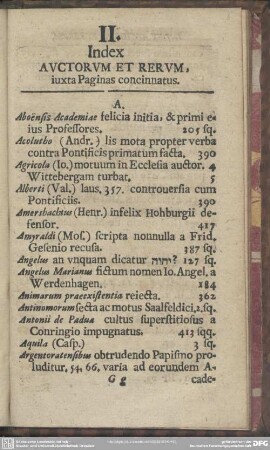 II.
Index
AVCTORVM ET RERVM,
iuxta Paginas concinnatus.
A.
Aboënsis Academiae felicia initia, & primi e-
ius Professores. 205 sq.
Acolutho (Andr.) lis mota propter verba
contra Pontificis primatum facta. 390
Agricola (Io.) motuum in Ecclesia auctor. 4
Wittebergam turbat. 5
Alberti (Val.) laus, 357. controuersia cum
Pontificiis. 390
Amersbachius (Henr.) infelix Hohburgii de-
fensor. 417
Amyraldi (Mos.) scripta nonnulla a Frid.
Gesenio recusa. 387 sq.
Angelus an vnquam dicatur יהוה? 127 sq.
Angelus Marianus fictum nomen Io. Angel. a
Werdenhagen. 184
Animarum praeexistentia reiecta. 362
Antinomorum secta ac motus Saalfeldici, 2. sq.
Antonii de Paduâ cultus superstitiosus a
Conringio impugnatus. 413 sqq.
Aquila (Casp.) 3 sq.
Argentoratensibus obtrudendo Papismo pro-
luditur, 54. 66. varia ad eorundem A-
G g cade-